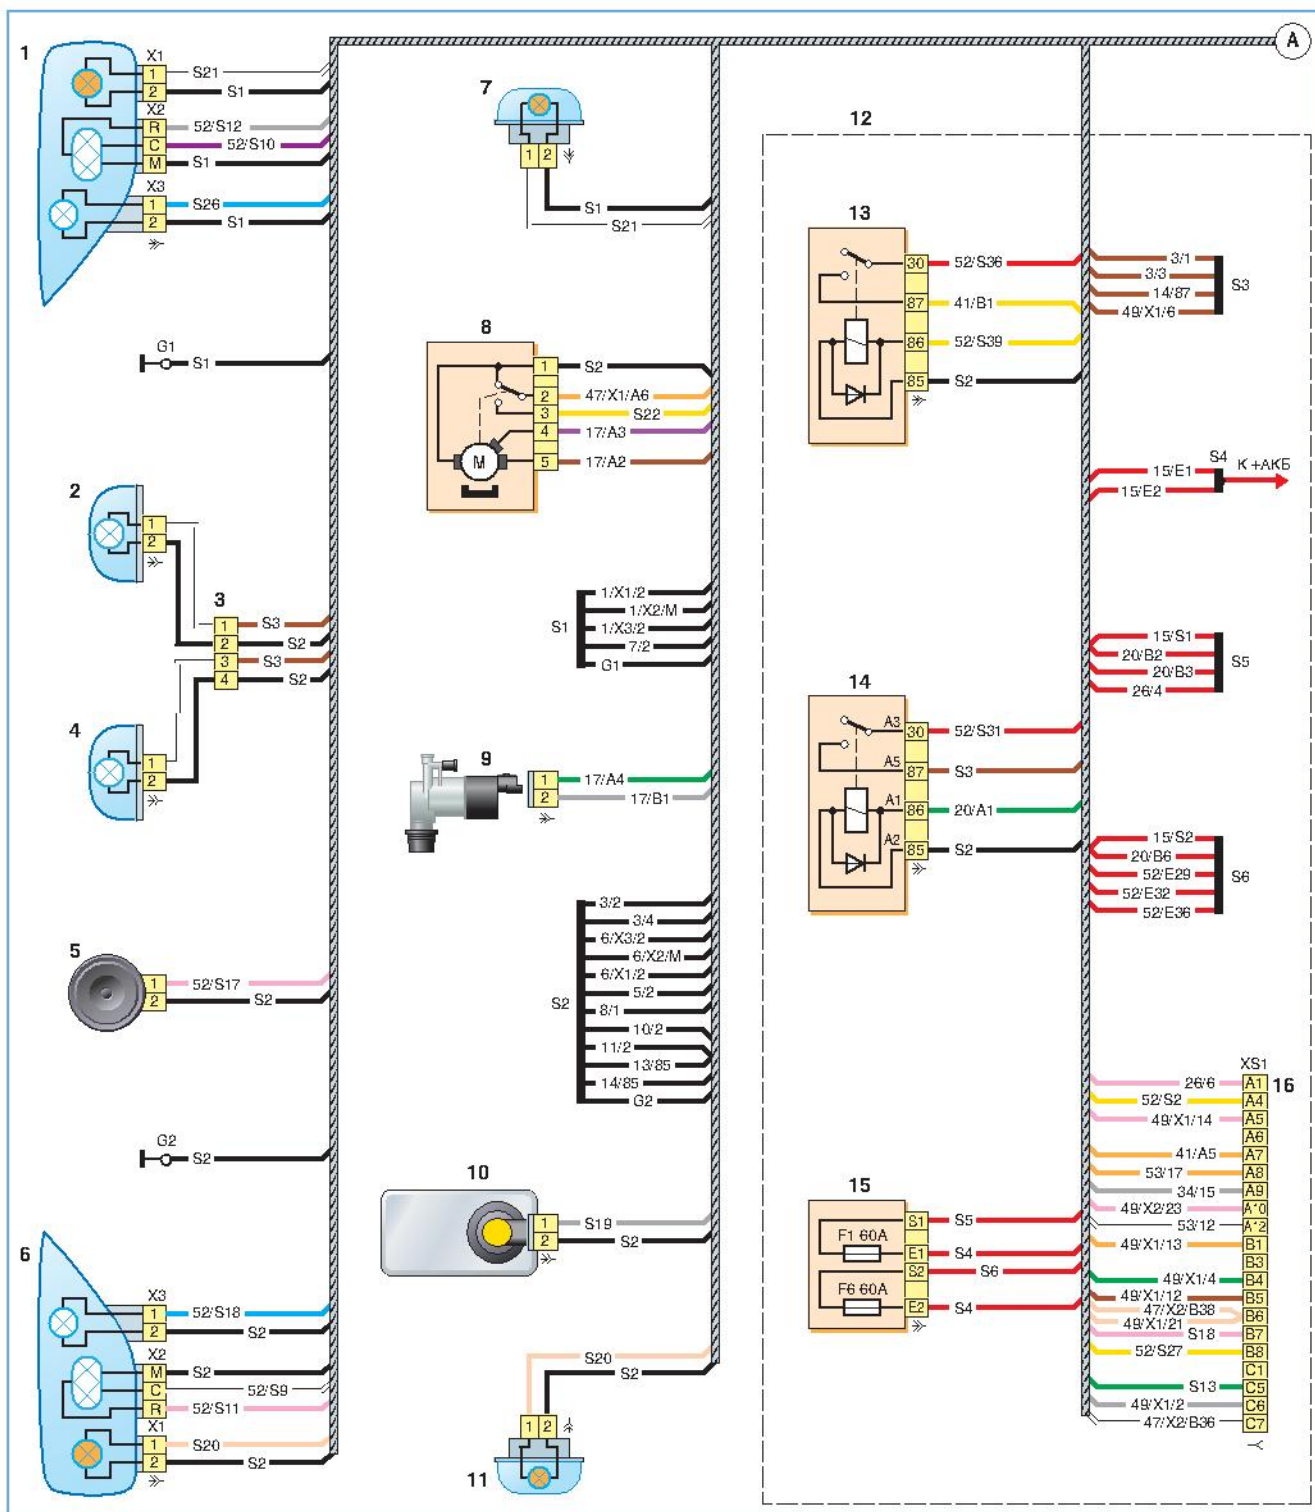 A
1
X1
1 S21
2 S1
X2
R 52/S12
C 52/S10
M S1
X3
1 S26
2 S1
G1 S1
2
1
2
3
1 S3
2 S2
3 S3
4 S2
4
1
2
5
1 52/S17
2 S2
G2 S2
6
X3
1 52/S18
2 S2
X2
M S2
C 52/S9
R 52/S11
X1
1 S20
2 S2
7
1 2
S1
S21
8
1 S2
2 47/X1/A6
3 S22
4 17/A3
5 17/A2
M
S1
1/X1/2
1/X2/M
1/X3/2
7/2
G1
9
1 17/A4
2 17/B1
S2
3/2
3/4
6/X3/2
6/X2/M
6/X1/2
5/2
8/1
10/2
11/2
13/85
14/85
G2
10
1 S19
2 S2
S20
S2
1 2
11
12
13
30 52/S36
87 41/B1
86 52/S39
85 S2
3/1
3/3
14/87
49/X1/6
S3
15/E1
15/E2
S4
К +АКБ
15/S1
20/B2
20/B3
26/4
S5
14
A3 30 52/S31
A5 87 S3
A1 86 20/A1
A2 85 S2
15/S2
20/B6
52/E29
52/E32
52/E36
S6
15
F1 60A
F6 60A
S1 S5
E1 S4
S2 S6
E2 S4
XS1
16
26/6 A1
52/S2 A4
49/X1/14 A5
A6
41/A5 A7
53/17 A8
34/15 A9
49/X2/23 A10
53/12 A12
49/X1/13 B1
B3
49/X1/4 B4
49/X1/12 B5
47/X2/B38 B6
49/X1/21
S18 B7
52/S27 B8
C1
S13 C5
49/X1/2 C6
47/X2/B36 C7